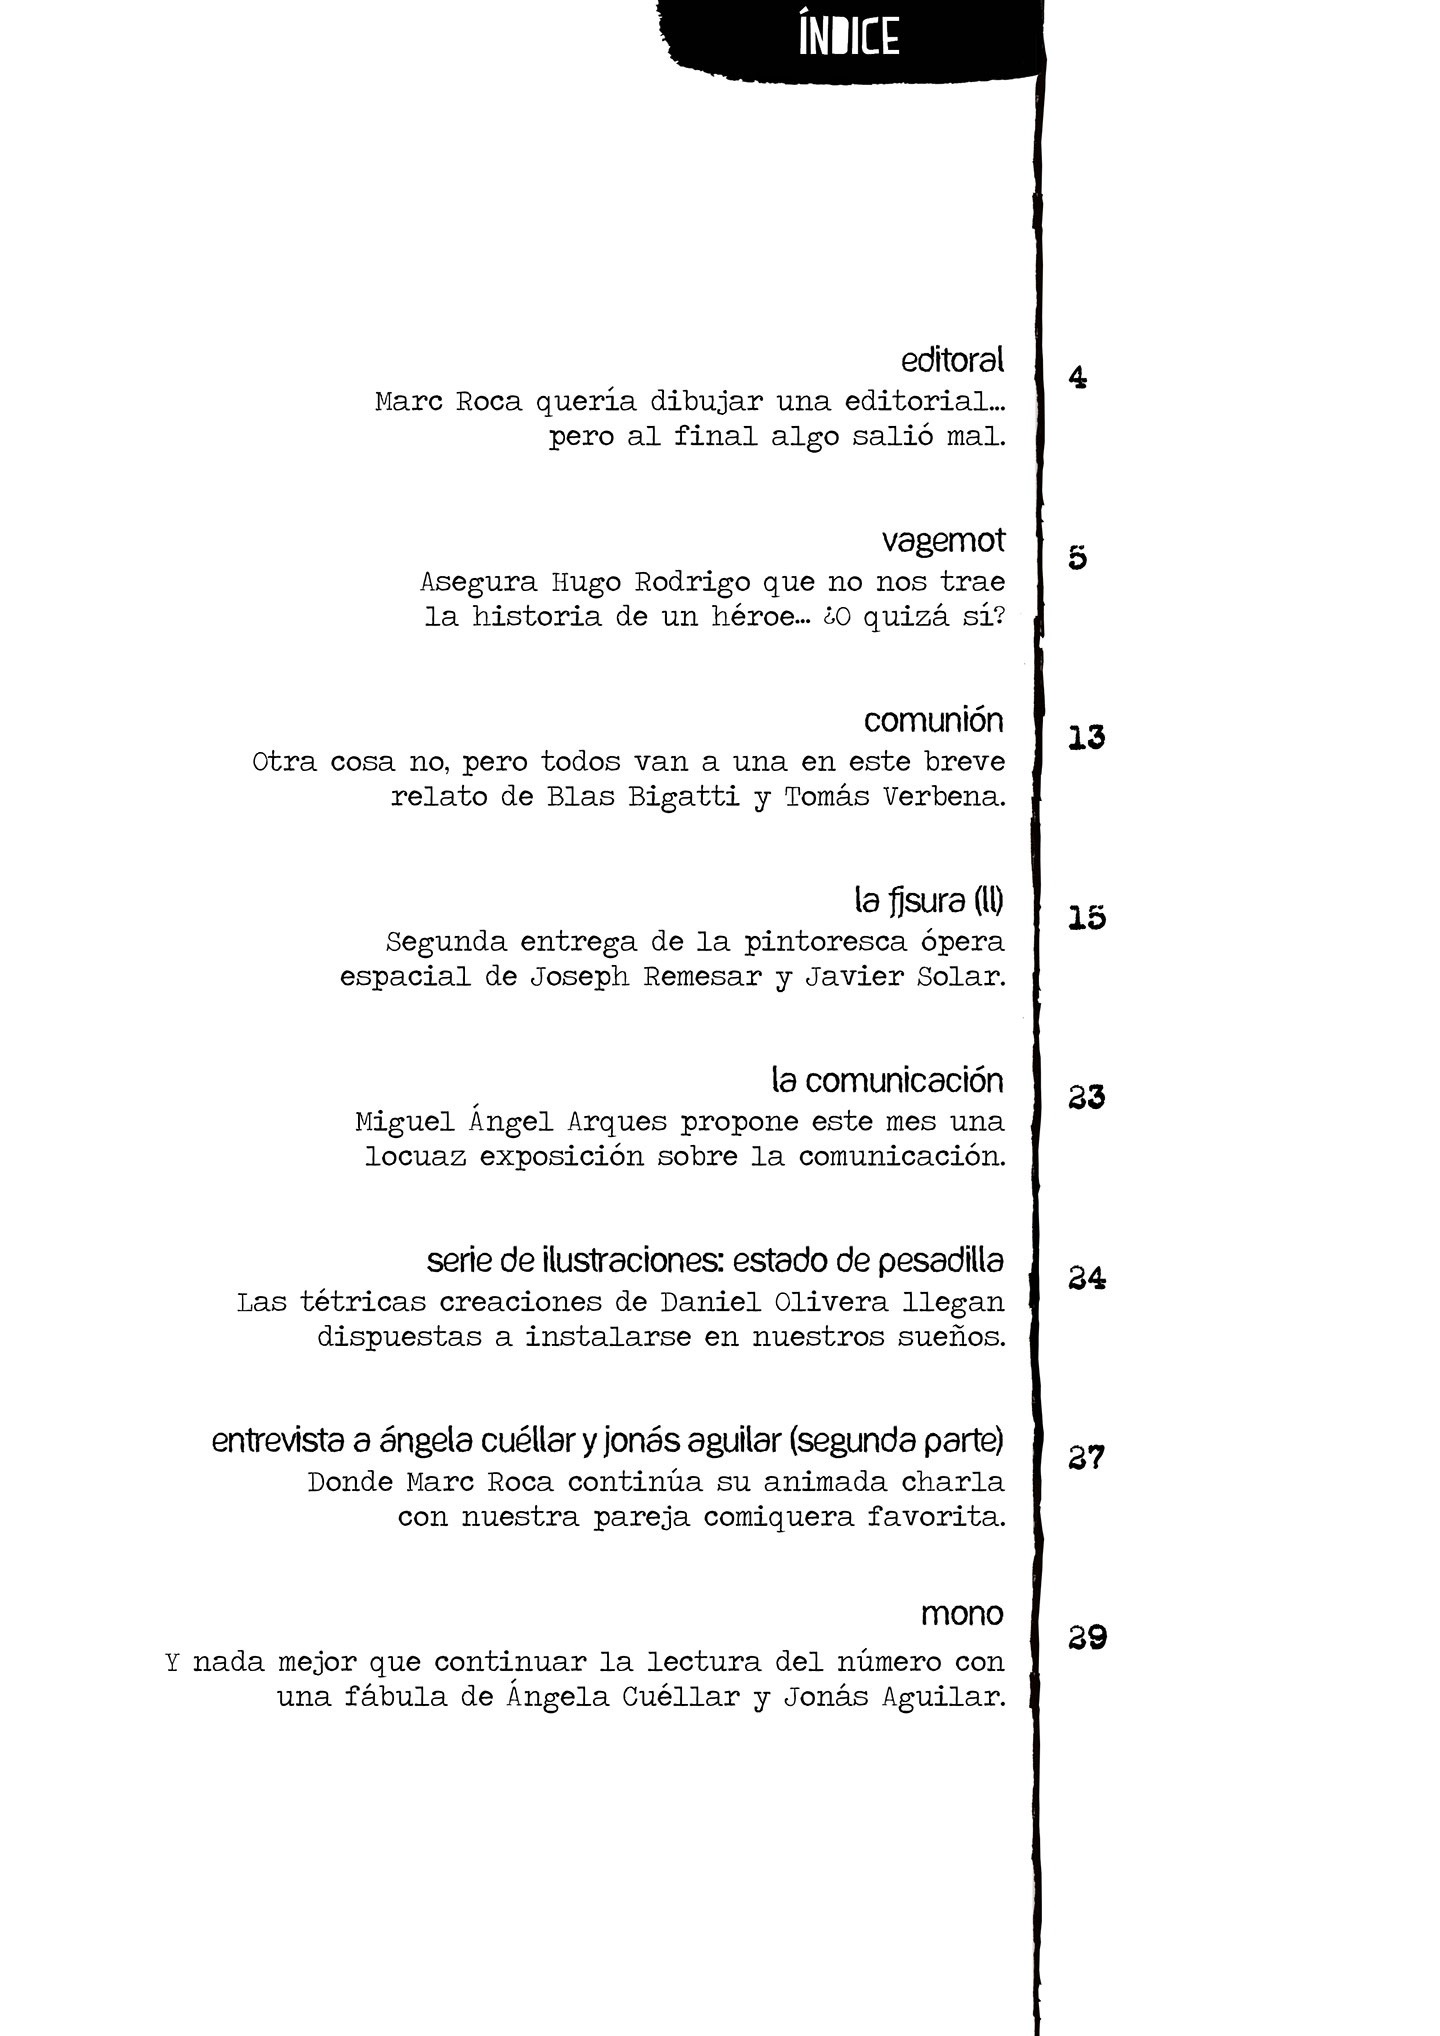 ÍNDICE
editoral
4
Marc Roca quería dibujar una editorial...
pero al final algo salió mal.
vagemot
5
Asegura Hugo Rodrigo que no nos trae
la historia de un héroe... ¿O quizá sí?
comunión
13
Otra cosa no, pero todos van a una en este breve
relato de Blas Bigatti y Tomás Verbena.
la fisura (II)
15
Segunda entrega de la pintoresca ópera
espacial de Joseph Remesar y Javier Solar.
la comunicación
23
Miguel Ángel Arques propone este mes una
locuaz exposición sobre la comunicación.
serie de ilustraciones: estado de pesadilla
24
Las tétricas creaciones de Daniel Olivera llegan
dispuestas a instalarse en nuestros sueños.
entrevista a ángela cuéllar y jonás aguilar (segunda parte)
27
Donde Marc Roca continúa su animada charla
con nuestra pareja comiquera favorita.
mono
29
Y nada mejor que continuar la lectura del número con
una fábula de Ángela Cuéllar y Jonás Aguilar.